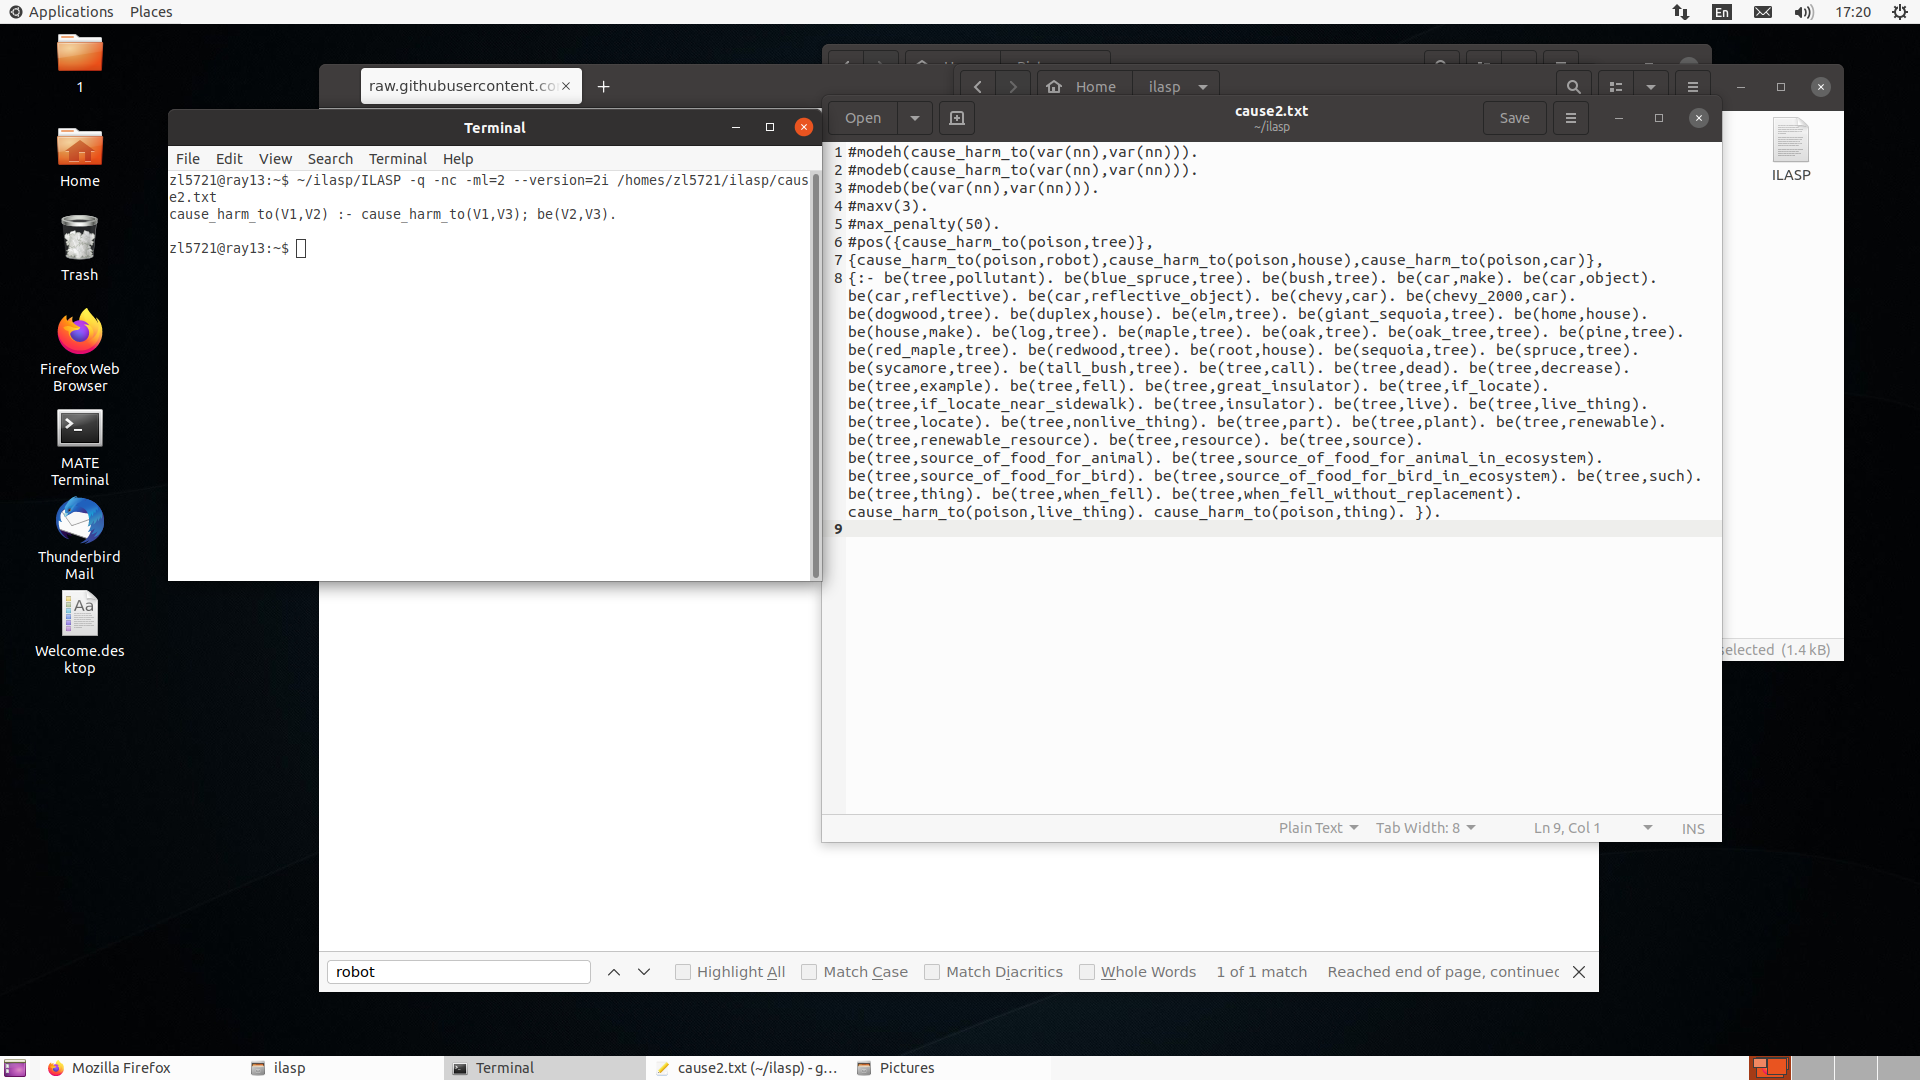 Applications Places
En 17:20
1
Home
Trash
Firefox Web
Browser
MATE
Terminal
Thunderbird
Mail
Aa
Welcome.des
ktop
raw.githubusercontent.co
Home ilasp
ILASP
selected (1.4 kB)
Terminal
File Edit View Search Terminal Help
zl5721@ray13:~$ ~/ilasp/ILASP -q -nc -ml=2 --version=2i /homes/zl5721/ilasp/caus
e2.txt
cause_harm_to(V1,V2) :- cause_harm_to(V1,V3); be(V2,V3).
zl5721@ray13:~$
Open
cause2.txt
~/ilasp
Save
1 #modeh(cause_harm_to(var(nn),var(nn))).
2 #modeb(cause_harm_to(var(nn),var(nn))).
3 #modeb(be(var(nn),var(nn))).
4 #maxv(3).
5 #max_penalty(50).
6 #pos({cause_harm_to(poison,tree)},
7 {cause_harm_to(poison,robot),cause_harm_to(poison,house),cause_harm_to(poison,car)},
8 {:- be(tree,pollutant). be(blue_spruce,tree). be(bush,tree). be(car,make). be(car,object).
be(car,reflective). be(car,reflective_object). be(chevy,car). be(chevy_2000,car).
be(dogwood,tree). be(duplex,house). be(elm,tree). be(giant_sequoia,tree). be(home,house).
be(house,make). be(log,tree). be(maple,tree). be(oak,tree). be(oak_tree,tree). be(pine,tree).
be(red_maple,tree). be(redwood,tree). be(root,house). be(sequoia,tree). be(spruce,tree).
be(sycamore,tree). be(tall_bush,tree). be(tree,call). be(tree,dead). be(tree,decrease).
be(tree,example). be(tree,fell). be(tree,great_insulator). be(tree,if_locate).
be(tree,if_locate_near_sidewalk). be(tree,insulator). be(tree,live). be(tree,live_thing).
be(tree,locate). be(tree,nonlive_thing). be(tree,part). be(tree,plant). be(tree,renewable).
be(tree,renewable_resource). be(tree,resource). be(tree,source).
be(tree,source_of_food_for_animal). be(tree,source_of_food_for_animal_in_ecosystem).
be(tree,source_of_food_for_bird). be(tree,source_of_food_for_bird_in_ecosystem). be(tree,such).
be(tree,thing). be(tree,when_fell). be(tree,when_fell_without_replacement).
cause_harm_to(poison,live_thing). cause_harm_to(poison,thing). }).
9
Plain Text Tab Width: 8 Ln 9, Col 1 INS
robot Highlight All Match Case Match Diacritics Whole Words 1 of 1 match Reached end of page, continued
Mozilla Firefox ilasp Terminal cause2.txt (~/ilasp) - g... Pictures